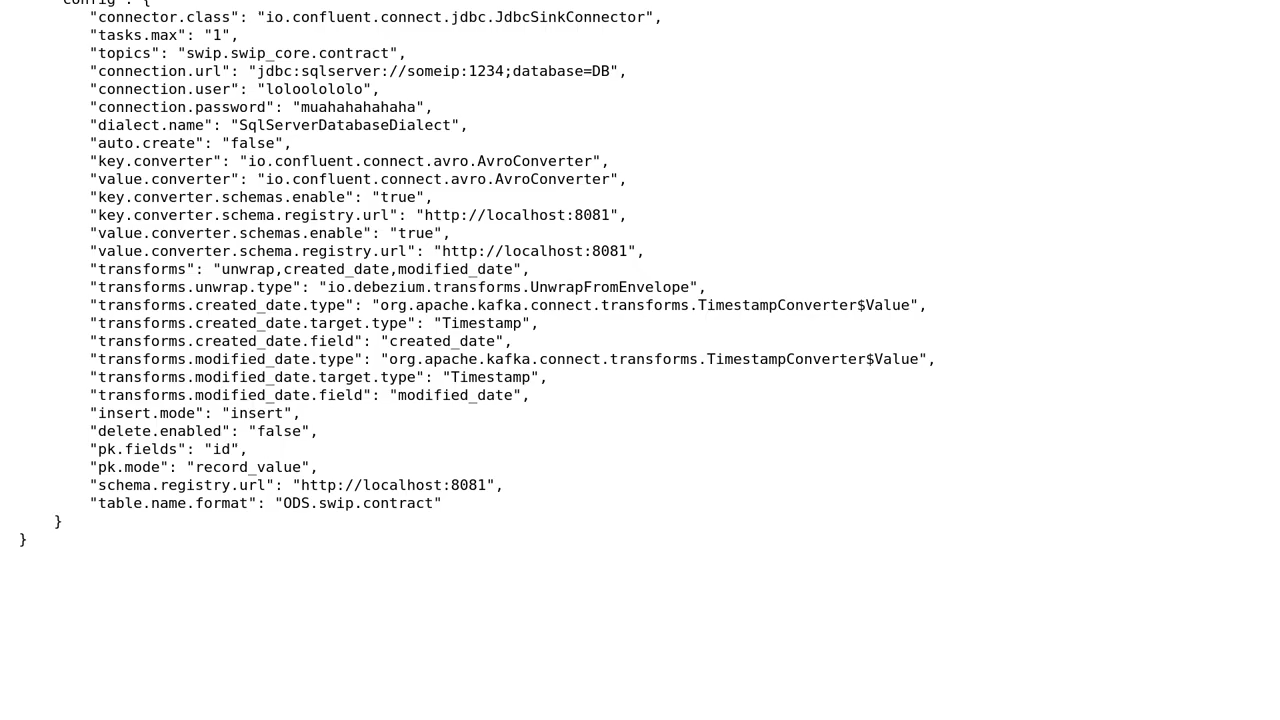 "config": {
"connector.class": "io.confluent.connect.jdbc.JdbcSinkConnector",
"tasks.max": "1",
"topics": "swip.swip_core.contract",
"connection.url": "jdbc:sqlserver://someip:1234;database=DB",
"connection.user": "loloolololo",
"connection.password": "muahahahahaha",
"dialect.name": "SqlServerDatabaseDialect",
"auto.create": "false",
"key.converter": "io.confluent.connect.avro.AvroConverter",
"value.converter": "io.confluent.connect.avro.AvroConverter",
"key.converter.schemas.enable": "true",
"key.converter.schema.registry.url": "http://localhost:8081",
"value.converter.schemas.enable": "true",
"value.converter.schema.registry.url": "http://localhost:8081",
"transforms": "unwrap,created_date,modified_date",
"transforms.unwrap.type": "io.debezium.transforms.UnwrapFromEnvelope",
"transforms.created_date.type": "org.apache.kafka.connect.transforms.TimestampConverter$Value",
"transforms.created_date.target.type": "Timestamp",
"transforms.created_date.field": "created_date",
"transforms.modified_date.type": "org.apache.kafka.connect.transforms.TimestampConverter$Value",
"transforms.modified_date.target.type": "Timestamp",
"transforms.modified_date.field": "modified_date",
"insert.mode": "insert",
"delete.enabled": "false",
"pk.fields": "id",
"pk.mode": "record_value",
"schema.registry.url": "http://localhost:8081",
"table.name.format": "ODS.swip.contract"
}
}